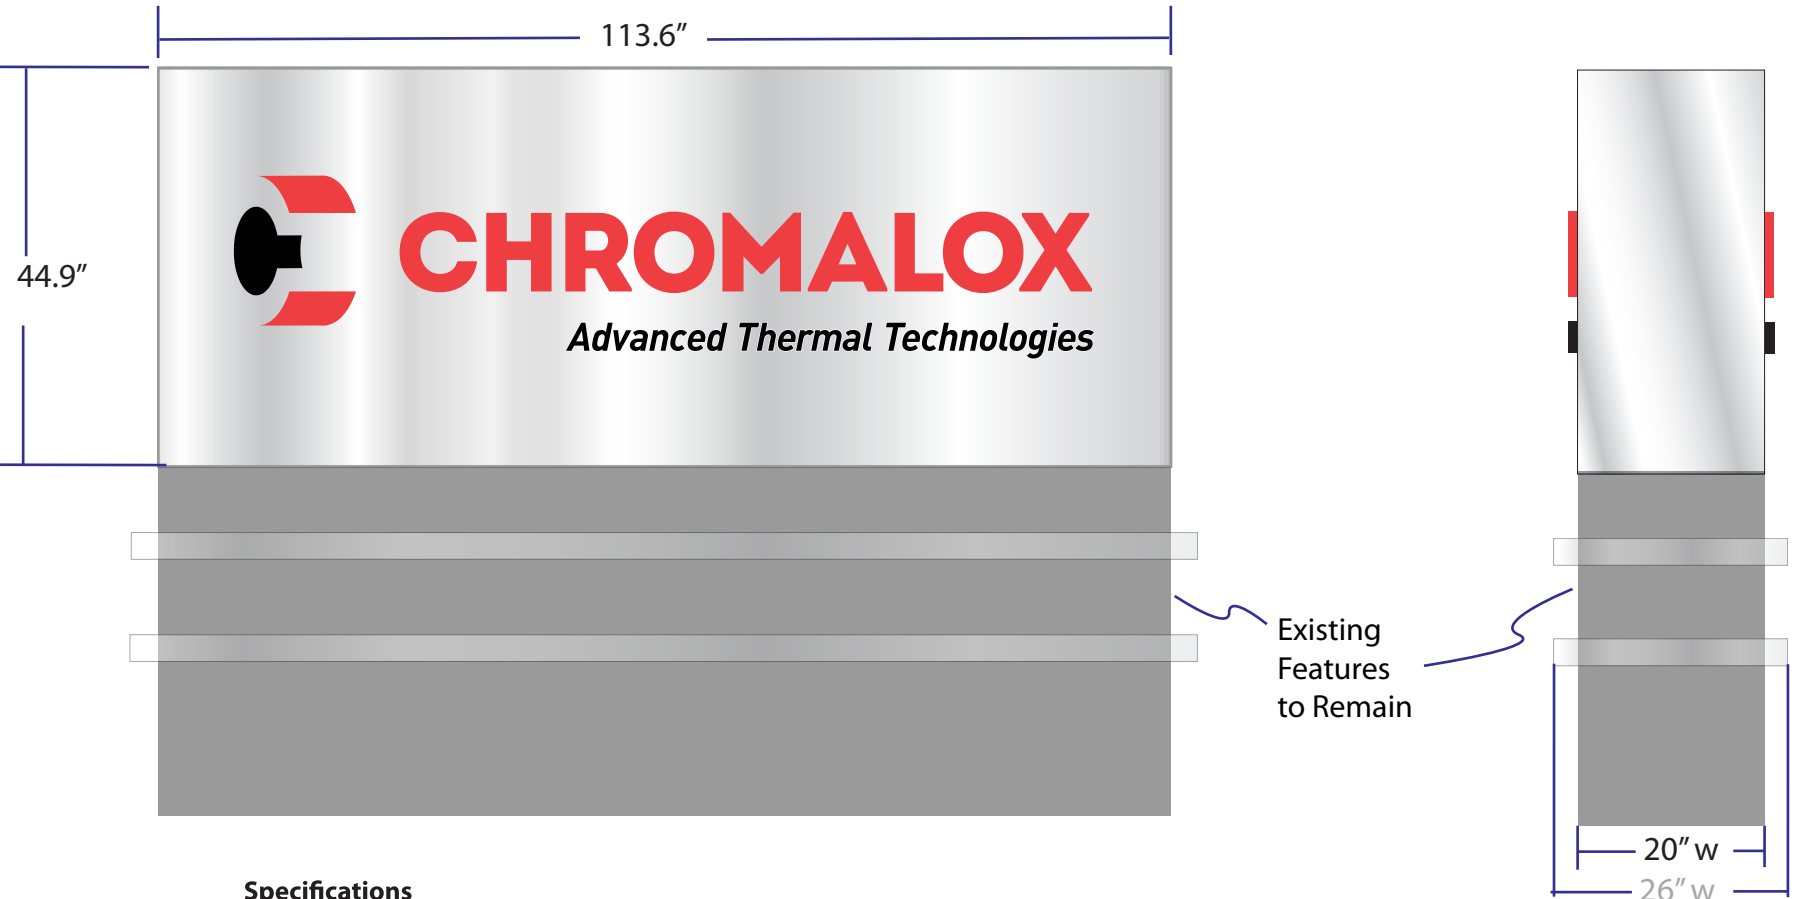 113.6”
44.9”
CHROMALOX
Advanced Thermal Technologies
Existing
Features
to Remain
20” w
26” w
Specifications